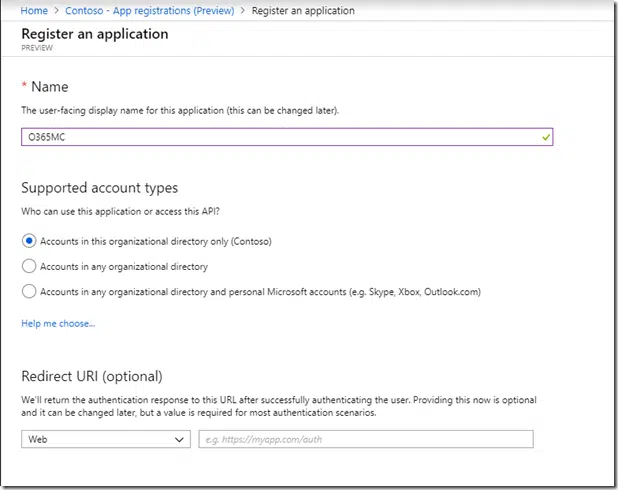 Home > Contoso - App registrations (Preview) > Register an application
Register an application
PREVIEW
* Name
The user-facing display name for this application (this can be changed later).
O365MC
Supported account types
Who can use this application or access this API?
Accounts in this organizational directory only (Contoso)
Accounts in any organizational directory
Accounts in any organizational directory and personal Microsoft accounts (e.g. Skype, Xbox, Outlook.com)
Help me choose...
Redirect URI (optional)
We'll return the authentication response to this URL after successfully authenticating the user. Providing this now is optional
and it can be changed later, but a value is required for most authentication scenarios.
Web
e.g. https://myapp.com/auth